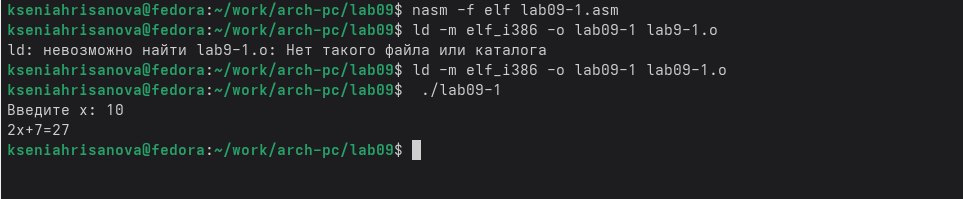 kseniahrisanova@fedora:~/work/arch-pc/lab09$ nasm -f elf lab09-1.asm
kseniahrisanova@fedora:~/work/arch-pc/lab09$ ld -m elf_i386 -o lab09-1 lab9-1.o
ld: невозможно найти lab9-1.o: Нет такого файла или каталога
kseniahrisanova@fedora:~/work/arch-pc/lab09$ ld -m elf_i386 -o lab09-1 lab09-1.o
kseniahrisanova@fedora:~/work/arch-pc/lab09$  ./lab09-1
Введите x: 10
2x+7=27
kseniahrisanova@fedora:~/work/arch-pc/lab09$